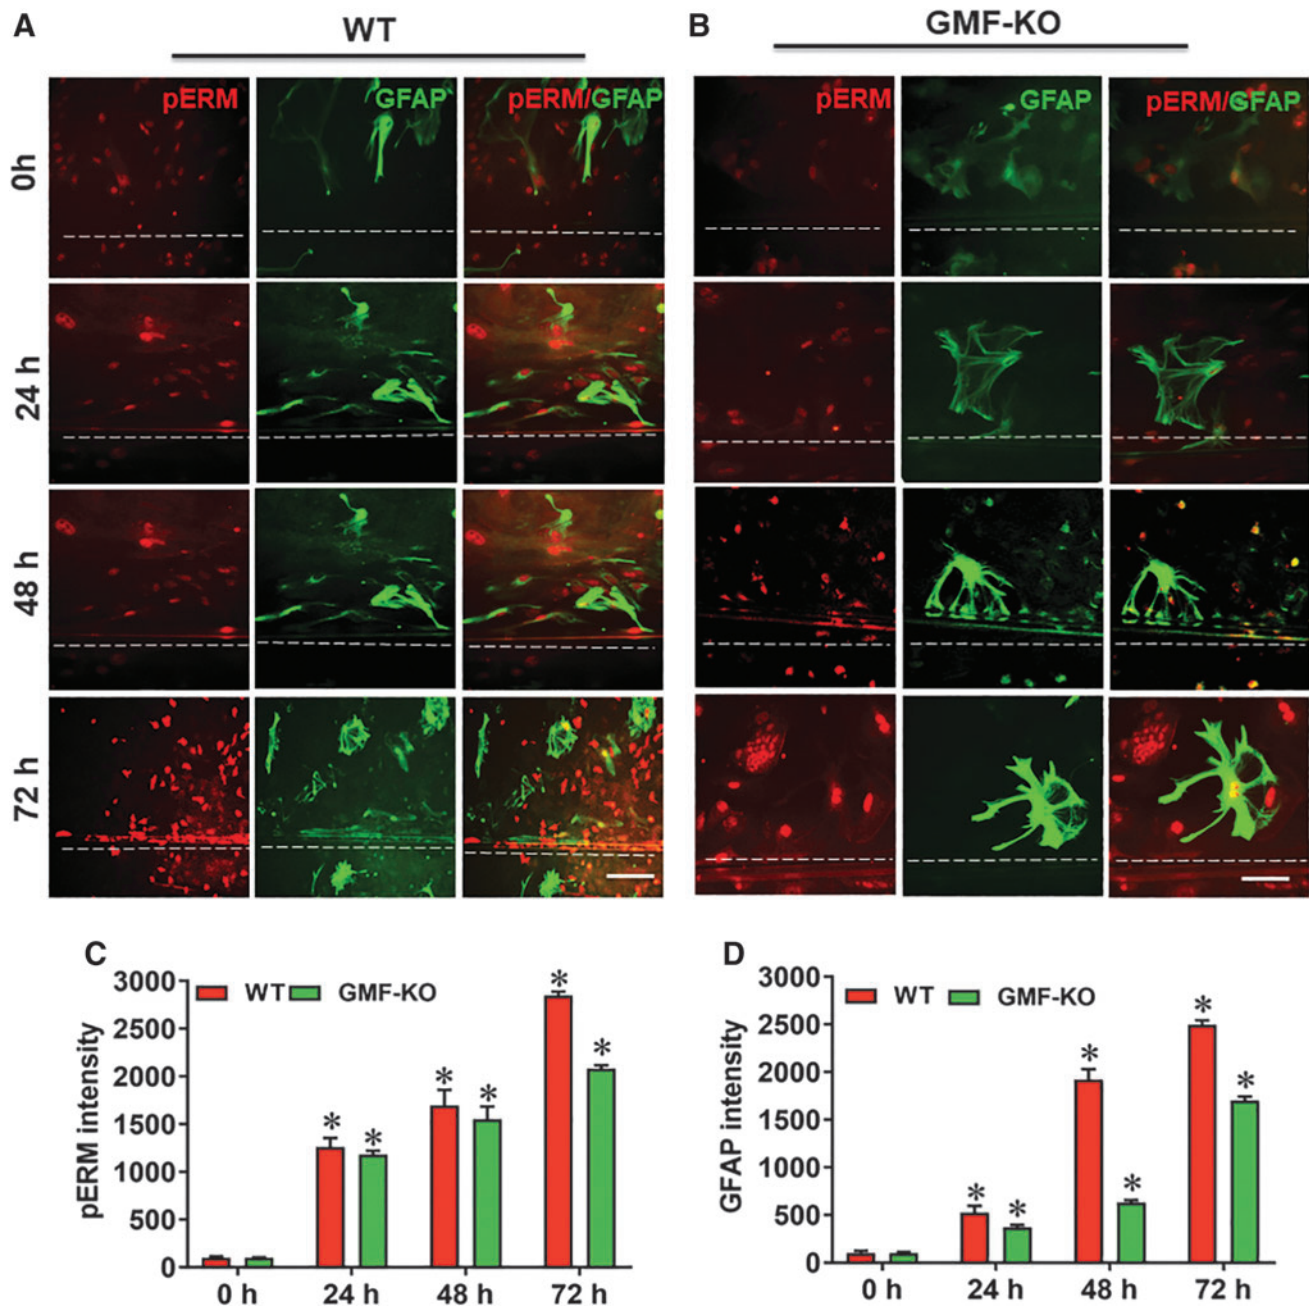 A
WT
B
GMF-KO
pERM
GFAP
pERM/GFAP
pERM
GFAP
pERM/GFAP
0h
24 h
48 h
72 h
C
3000
2500
2000
1500
1000
500
0
pERM intensity
WT
GMF-KO
*
*
*
*
*
*
0 h
24 h
48 h
72 h
D
3000
2500
2000
1500
1000
500
0
GFAP intensity
WT
GMF-KO
*
*
*
*
*
*
0 h
24 h
48 h
72 h